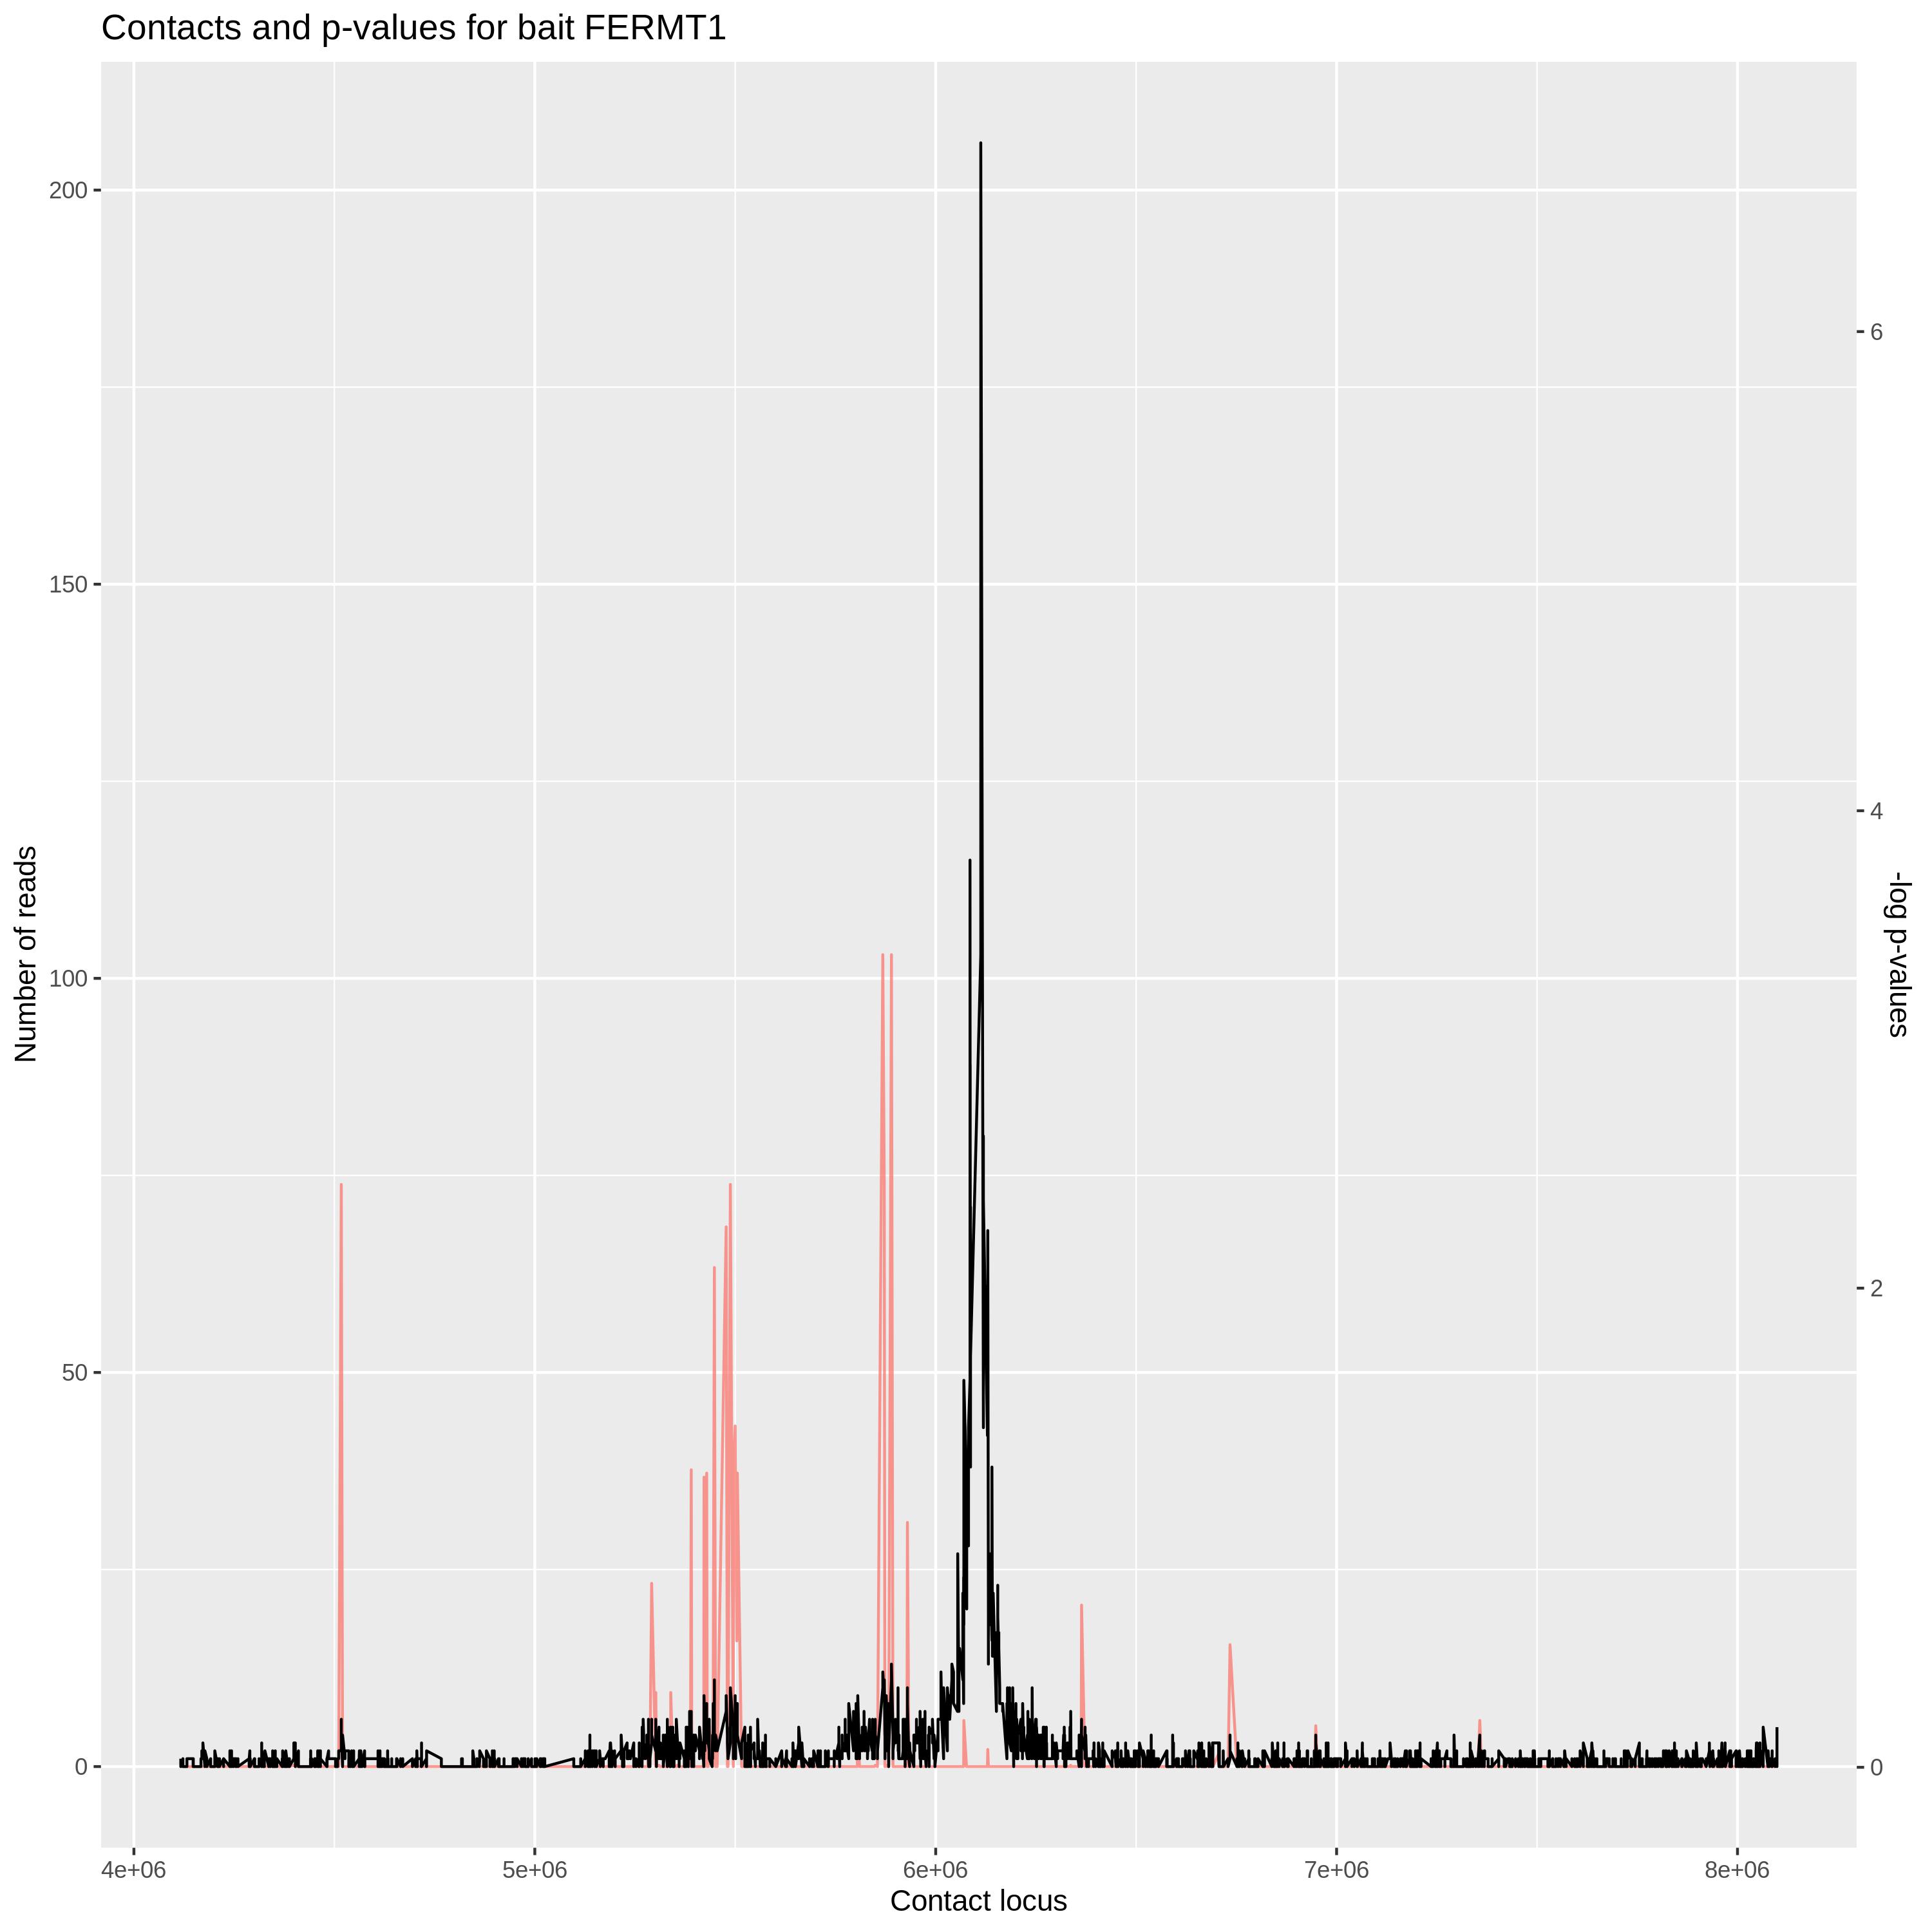 Contacts and p-values for bait FERMT1
200
150
100
50
0
Number of reads
6
4
2
0
-log p-values
4e+06
5e+06
6e+06
7e+06
8e+06
Contact locus